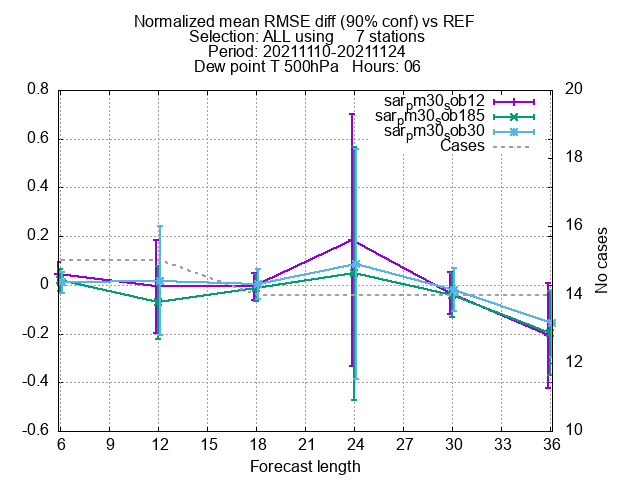 Normalized mean RMSE diff (90% conf) vs REF
Selection: ALL using 7 stations
Period: 20211110-20211124
Dew point T 500hPa Hours: 06
sar_pm30_sob12
sar_pm30_sob185
sar_pm30_sob30
Cases
0.8
0.6
0.4
0.2
0
-0.2
-0.4
-0.6
20
18
16
14
12
10
No cases
6 9 12 15 18 21 24 27 30 33 36
Forecast length